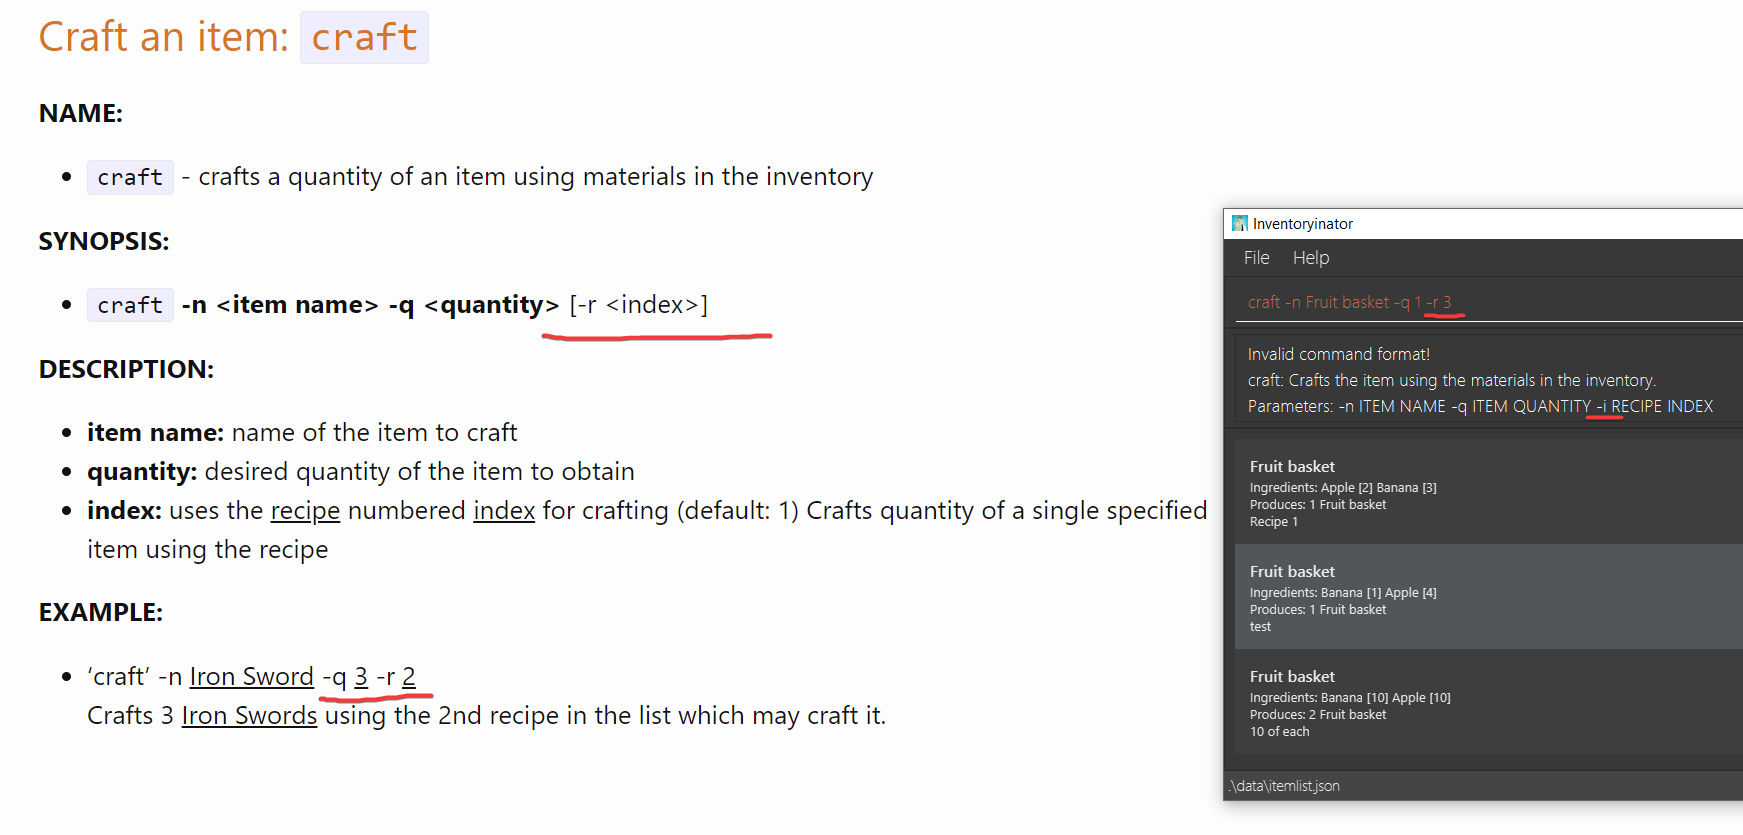 Craft an item: craft
NAME:
craft - crafts a quantity of an item using materials in the inventory
SYNOPSIS:
craft -n <item name> -q <quantity> [-r <index>]
DESCRIPTION:
item name: name of the item to craft
quantity: desired quantity of the item to obtain
index: uses the recipe numbered index for crafting (default: 1) Crafts quantity of a single specified
item using the recipe
EXAMPLE:
‘craft’ -n Iron Sword -q 3 -r 2
Crafts 3 Iron Swords using the 2nd recipe in the list which may craft it.
Inventoryinator
File Help
craft -n Fruit basket -q 1 -r 3
Invalid command format!
craft: Crafts the item using the materials in the inventory.
Parameters: -n ITEM NAME -q ITEM QUANTITY -i RECIPE INDEX
Fruit basket
Ingredients: Apple [2] Banana [3]
Produces: 1 Fruit basket
Recipe 1
Fruit basket
Ingredients: Banana [1] Apple [4]
Produces: 1 Fruit basket
test
Fruit basket
Ingredients: Banana [10] Apple [10]
Produces: 2 Fruit basket
10 of each
.\data\itemlist.json